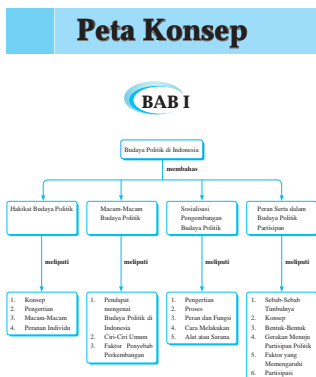 Peta Konsep
BAB I
Budaya Politik di Indonesia
membahas
Hakikat Budaya Politik
Macam-Macam
Budaya Politik
Sosialisasi
Pengembangan
Budaya Politik
Peran Serta dalam
Budaya Politik
Partisipan
meliputi
meliputi
meliputi
meliputi
1. Konsep
2. Pengertian
3. Macam-Macam
4. Peranan Individu
1. Pendapat
mengenai
Budaya Politik di
Indonesia
2. Ciri-Ciri Umum
3. Faktor Penyebab
Perkembangan
1. Pengertian
2. Proses
3. Peran dan Fungsi
4. Cara Melakukan
5. Alat atau Sarana
1. Sebab-Sebab
Timbulnya
2. Konsep
3. Bentuk-Bentuk
4. Gerakan Menuju
Partisipan Politik
5. Faktor yang
Memengaruhi
6. Partisipasi